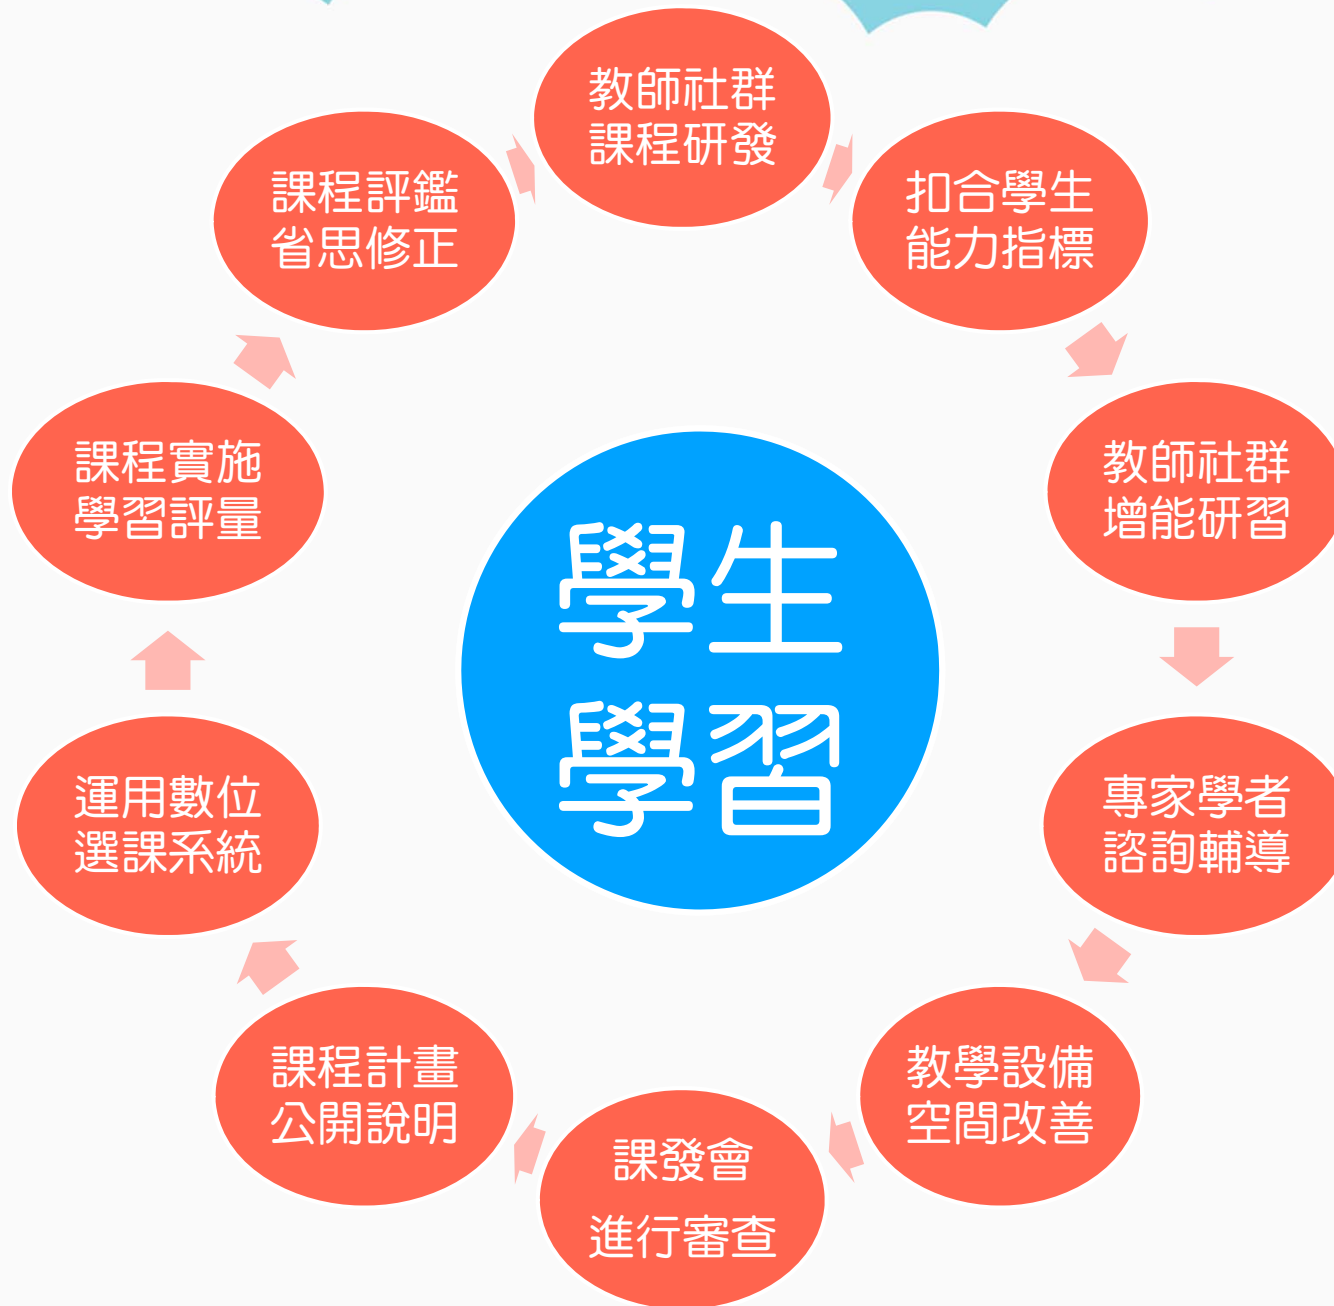 教師社群
課程研發
扣合學生
能力指標
教師社群
增能研習
專家學者
諮詢輔導
教學設備
空間改善
課發會
進行審查
課程計畫
公開說明
運用數位
選課系統
課程實施
學習評量
課程評鑑
省思修正
學生
學習